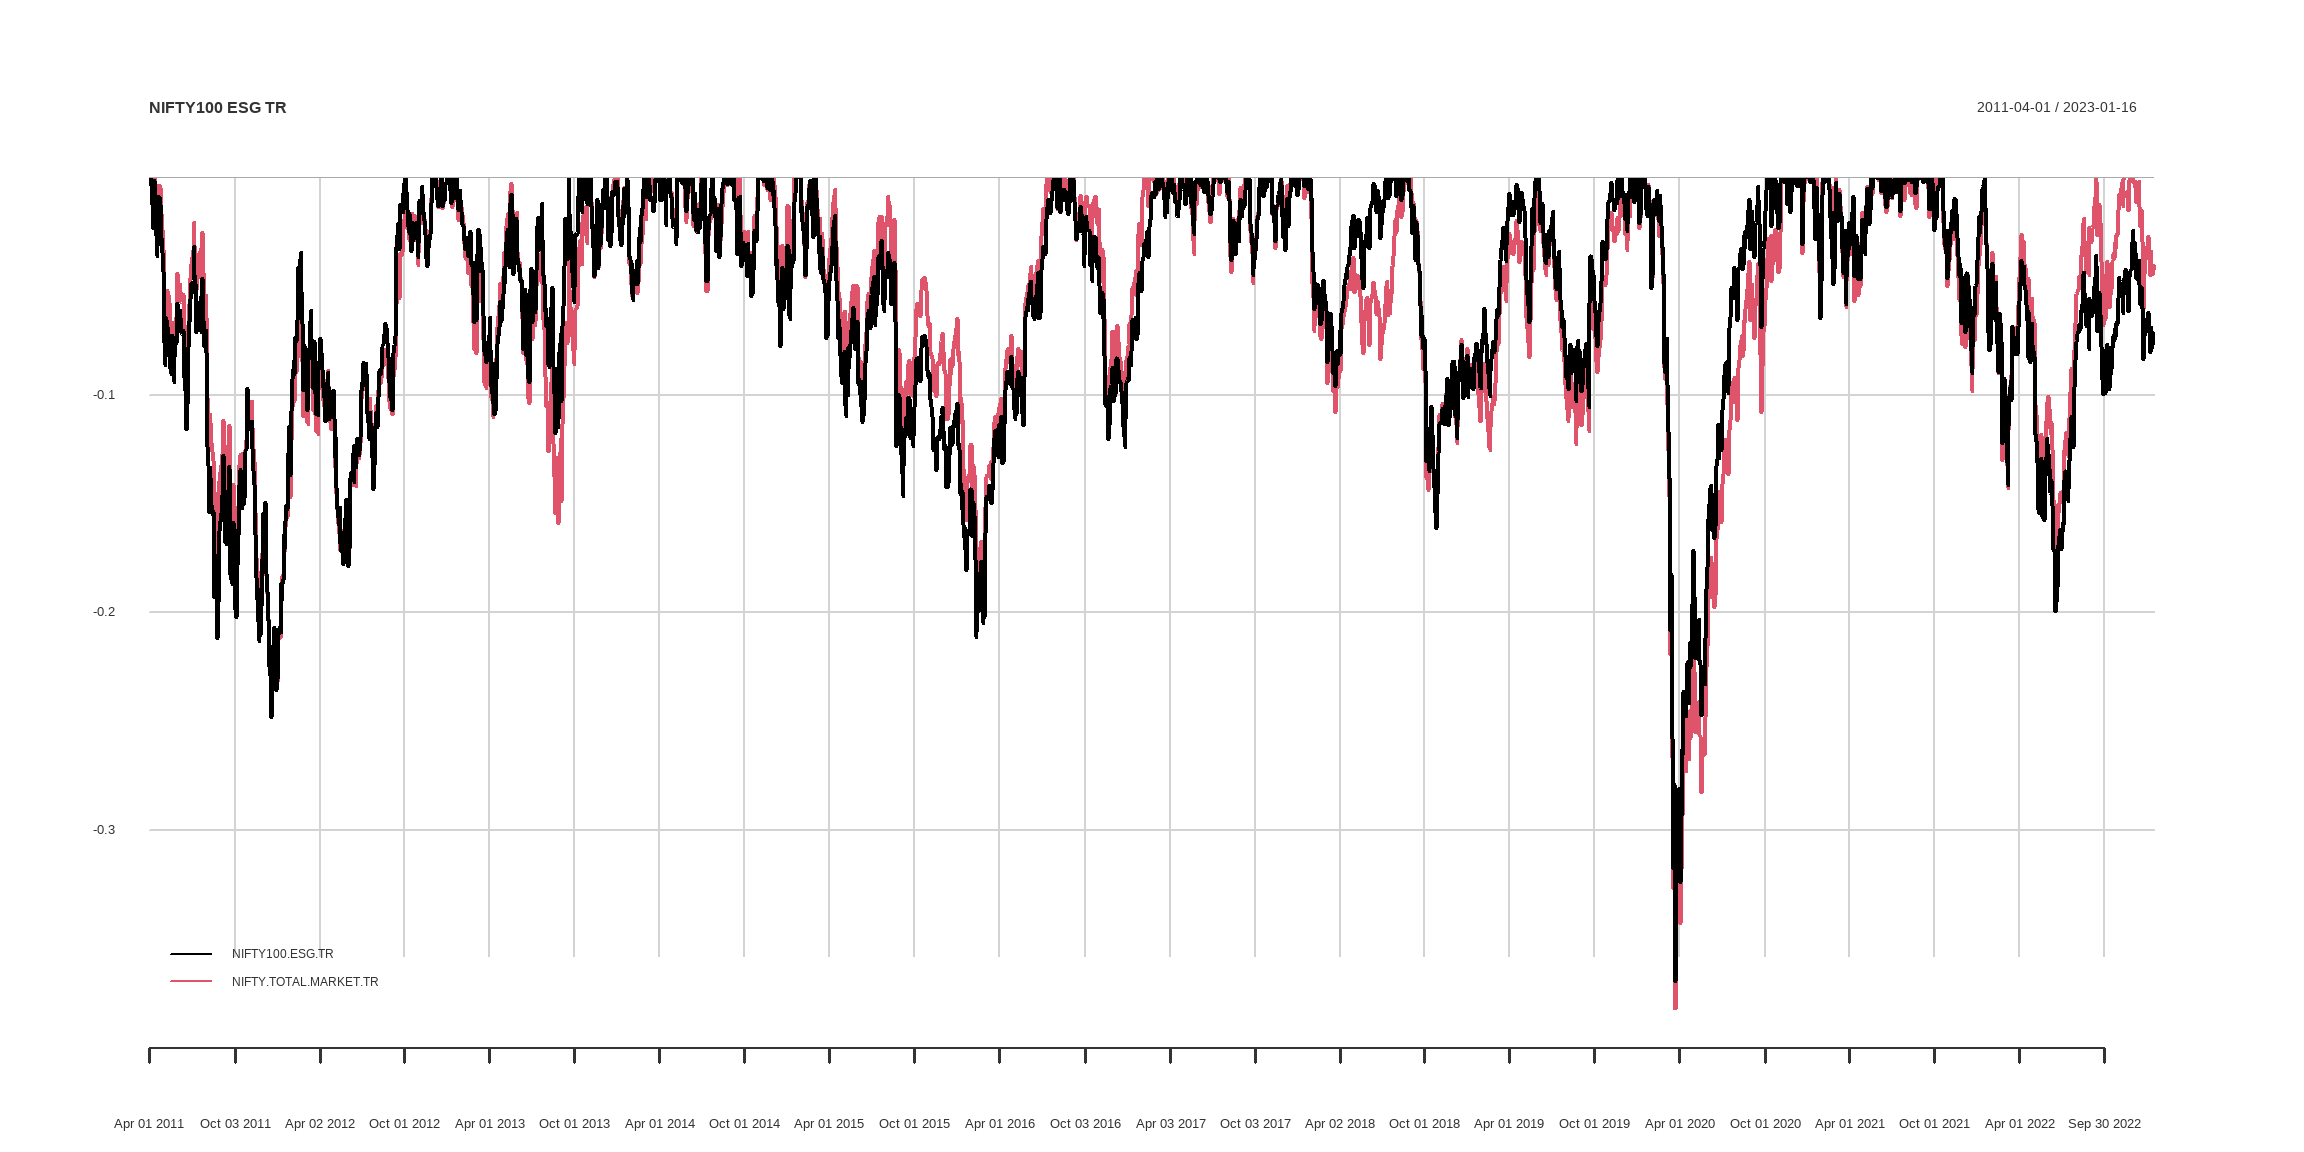 NIFTY100 ESG TR
2011-04-01 / 2023-01-16
-0.1
-0.2
-0.3
NIFTY100.ESG.TR
NIFTY.TOTAL.MARKET.TR
Apr 01 2011 Oct 03 2011 Apr 02 2012 Oct 01 2012 Apr 01 2013 Oct 01 2013 Apr 01 2014 Oct 01 2014 Apr 01 2015 Oct 01 2015 Apr 01 2016 Oct 03 2016 Apr 03 2017 Oct 03 2017 Apr 02 2018 Oct 01 2018 Apr 01 2019 Oct 01 2019 Apr 01 2020 Oct 01 2020 Apr 01 2021 Oct 01 2021 Apr 01 2022 Sep 30 2022